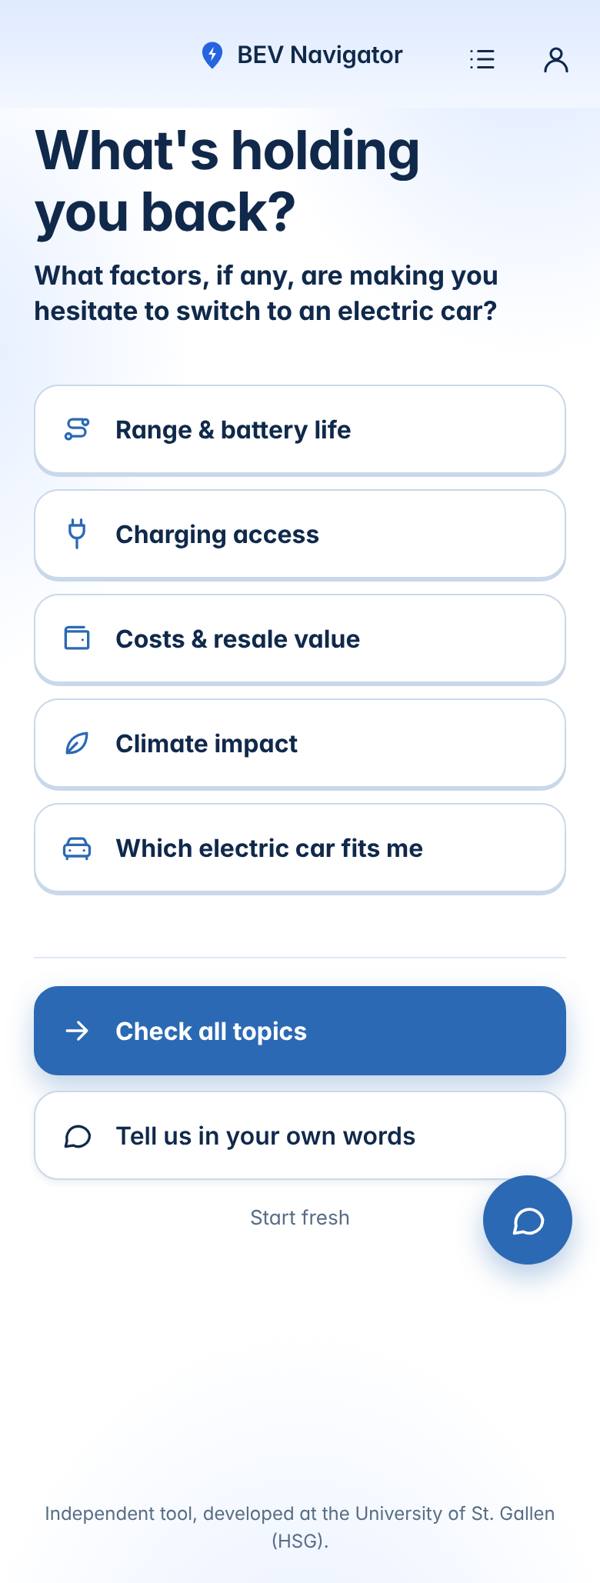 BEV Navigator
What's holding
you back?
What factors, if any, are making you
hesitate to switch to an electric car?
Range & battery life
Charging access
Costs & resale value
Climate impact
Which electric car fits me
Check all topics
Tell us in your own words
Start fresh
Independent tool, developed at the University of St. Gallen
(HSG).